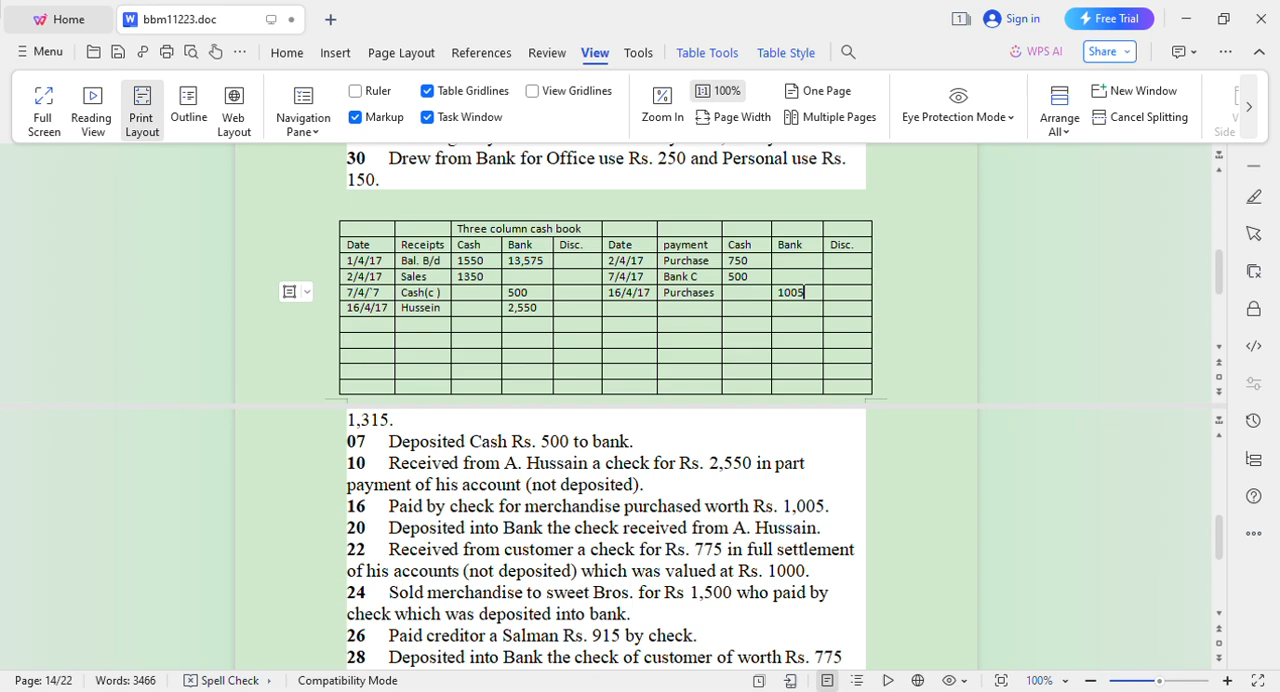 Home
bbm11223.doc
Sign in
Free Trial
Menu
Home Insert Page Layout References Review View Tools Table Tools Table Style
WPS AI
Share
Full Screen
Reading View
Print Layout
Outline
Web Layout
Navigation Pane
Ruler
Table Gridlines
View Gridlines
Markup
Task Window
Zoom In
100%
Page Width
One Page
Multiple Pages
Eye Protection Mode
Arrange All
New Window
Cancel Splitting
Side
30 Drew from Bank for Office use Rs. 250 and Personal use Rs.
150.
Three column cash book
Date Receipts Cash Bank Disc. Date payment Cash Bank Disc.
1/4/17 Bal. B/d 1550 13,575 2/4/17 Purchase 750
2/4/17 Sales 1350 7/4/17 Bank C 500
7/4/`7 Cash(c ) 500 16/4/17 Purchases 1005
16/4/17 Hussein 2,550
1,315.
07 Deposited Cash Rs. 500 to bank.
10 Received from A. Hussain a check for Rs. 2,550 in part
payment of his account (not deposited).
16 Paid by check for merchandise purchased worth Rs. 1,005.
20 Deposited into Bank the check received from A. Hussain.
22 Received from customer a check for Rs. 775 in full settlement
of his accounts (not deposited) which was valued at Rs. 1000.
24 Sold merchandise to sweet Bros. for Rs 1,500 who paid by
check which was deposited into bank.
26 Paid creditor a Salman Rs. 915 by check.
28 Deposited into Bank the check of customer of worth Rs. 775
Page: 14/22 Words: 3466 Spell Check Compatibility Mode 100%